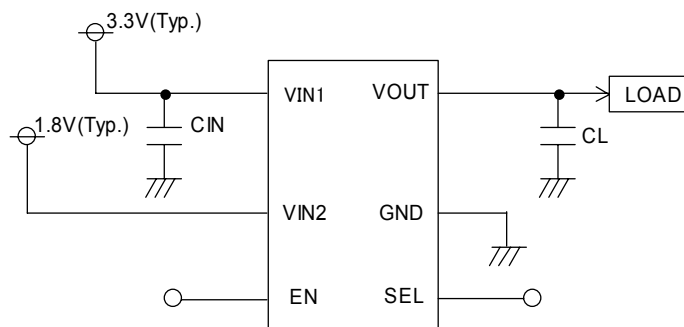 3.3V(Typ.)
VIN1
VOUT
LOAD
1.8V(Typ.)
CIN
CL
VIN2
GND
EN
SEL